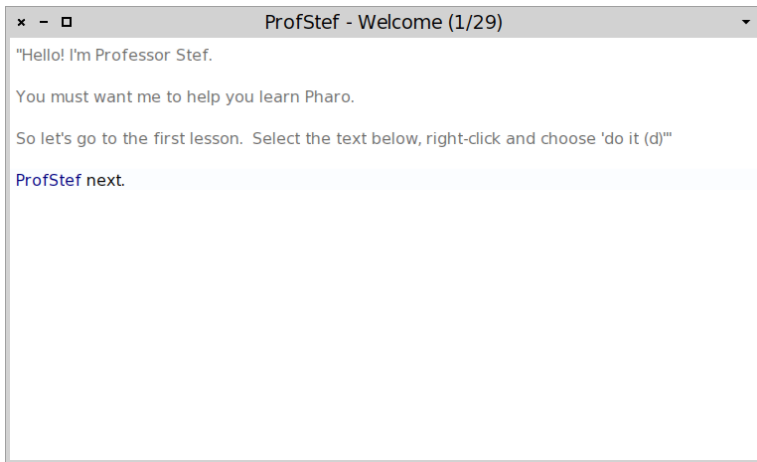 ProfStef - Welcome (1/29)
"Hello! I'm Professor Stef.
You must want me to help you learn Pharo.
So let's go to the first lesson.  Select the text below, right-click and choose 'do it (d)'"
ProfStef next.